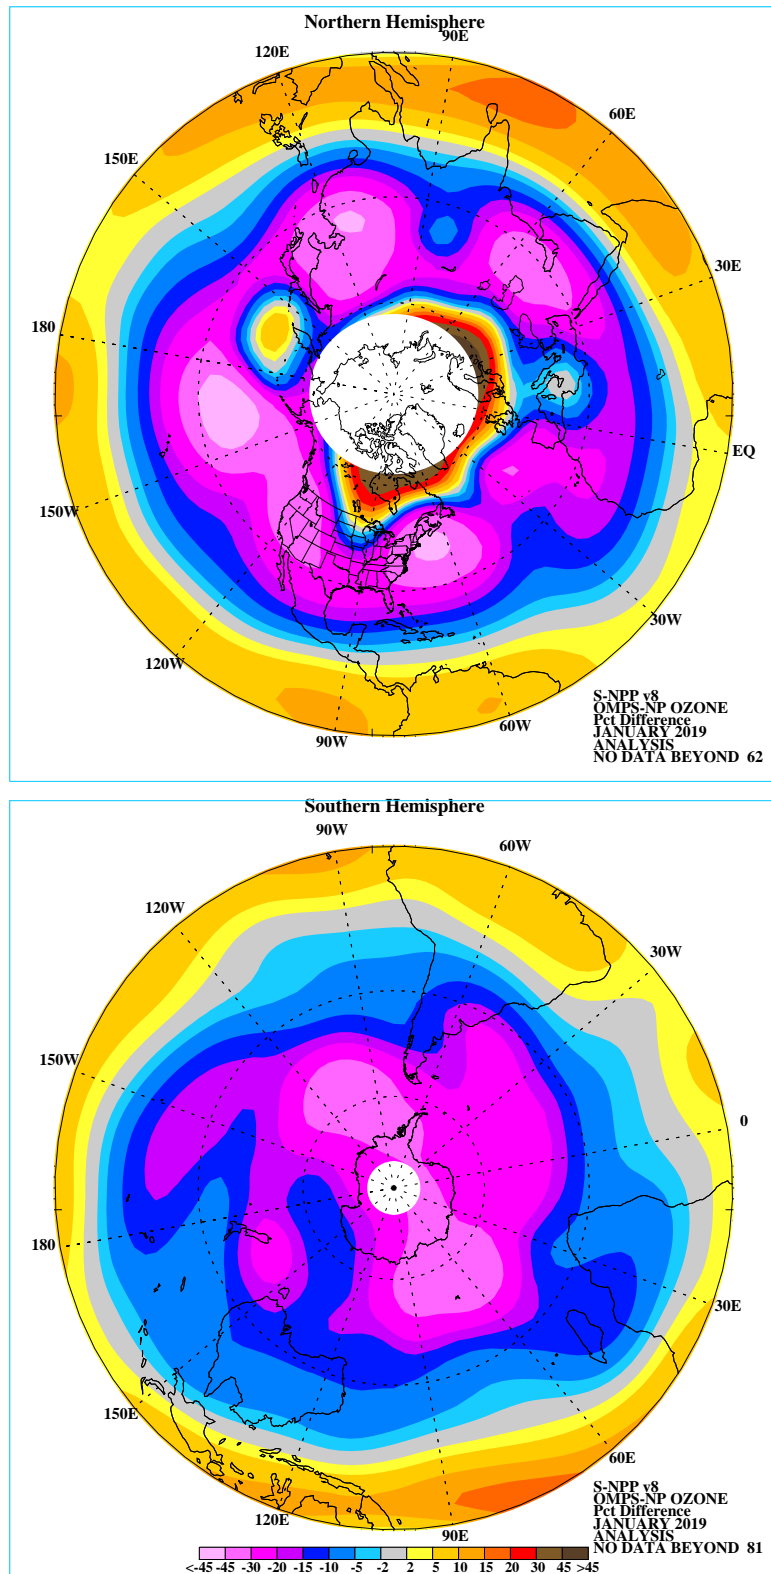 Northern Hemisphere
90E
120E
60E
150E
30E
180
EQ
150W
30W
120W
60W
90W
S-NPP v8
OMPS-NP OZONE
Pct Difference
JANUARY 2019
ANALYSIS
NO DATA BEYOND 62
Southern Hemisphere
90W
60W
120W
30W
150W
0
180
30E
150E
60E
120E
90E
S-NPP v8
OMPS-NP OZONE
Pct Difference
JANUARY 2019
ANALYSIS
NO DATA BEYOND 81
<-45 -45 -30 -20 -15 -10 -5 -2 2 5 10 15 20 30 45 >45